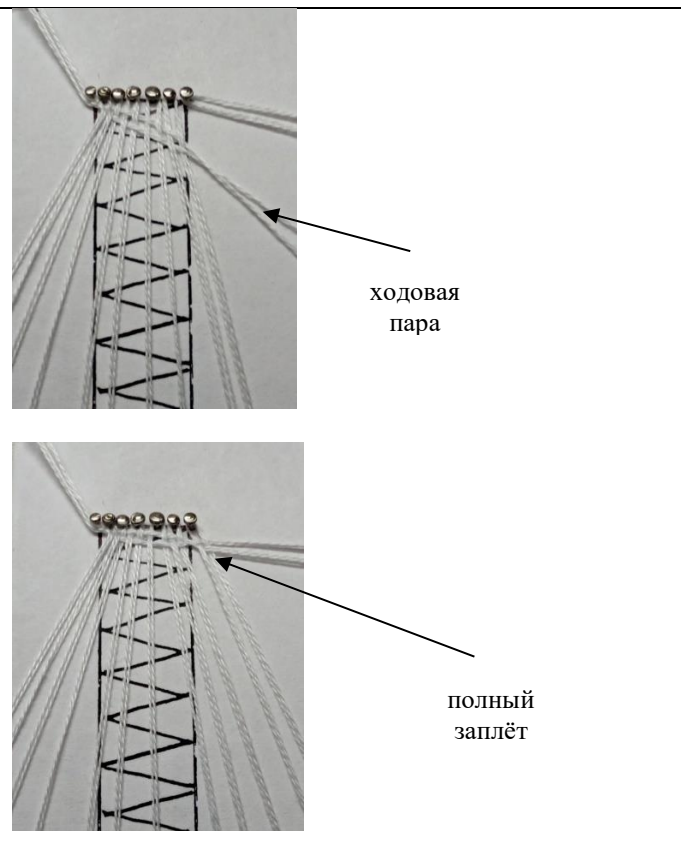 ходовая
пара
полный
заплёт